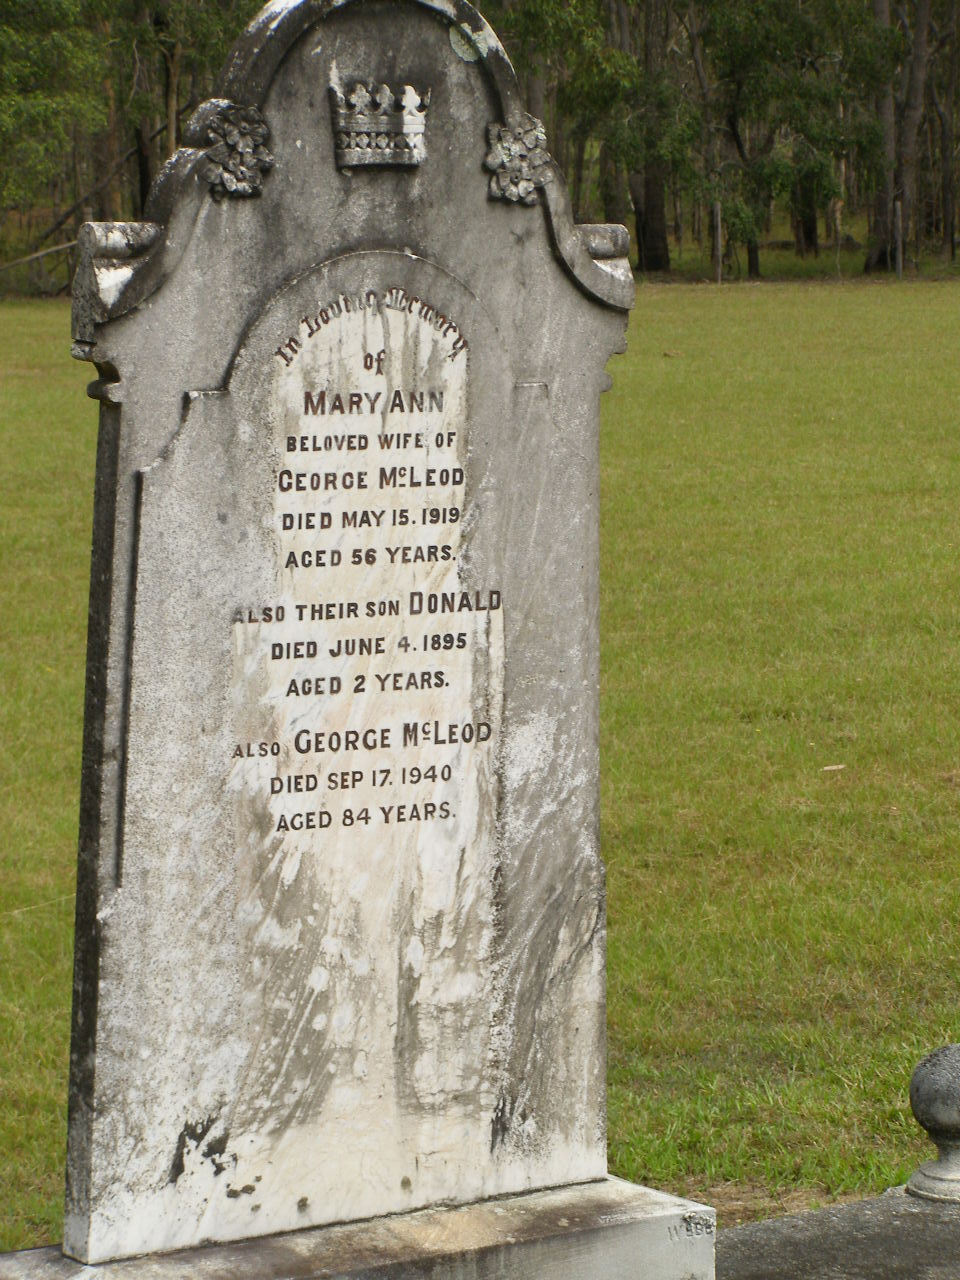 In Loving Memory
of
MARY ANN
BELOVED WIFE OF
GEORGE McLEOD
DIED MAY 15. 1919
AGED 56 YEARS.
ALSO THEIR SON DONALD
DIED JUNE 4. 1895
AGED 2 YEARS.
ALSO GEORGE McLEOD
DIED SEP 17. 1940
AGED 84 YEARS.
WEBB